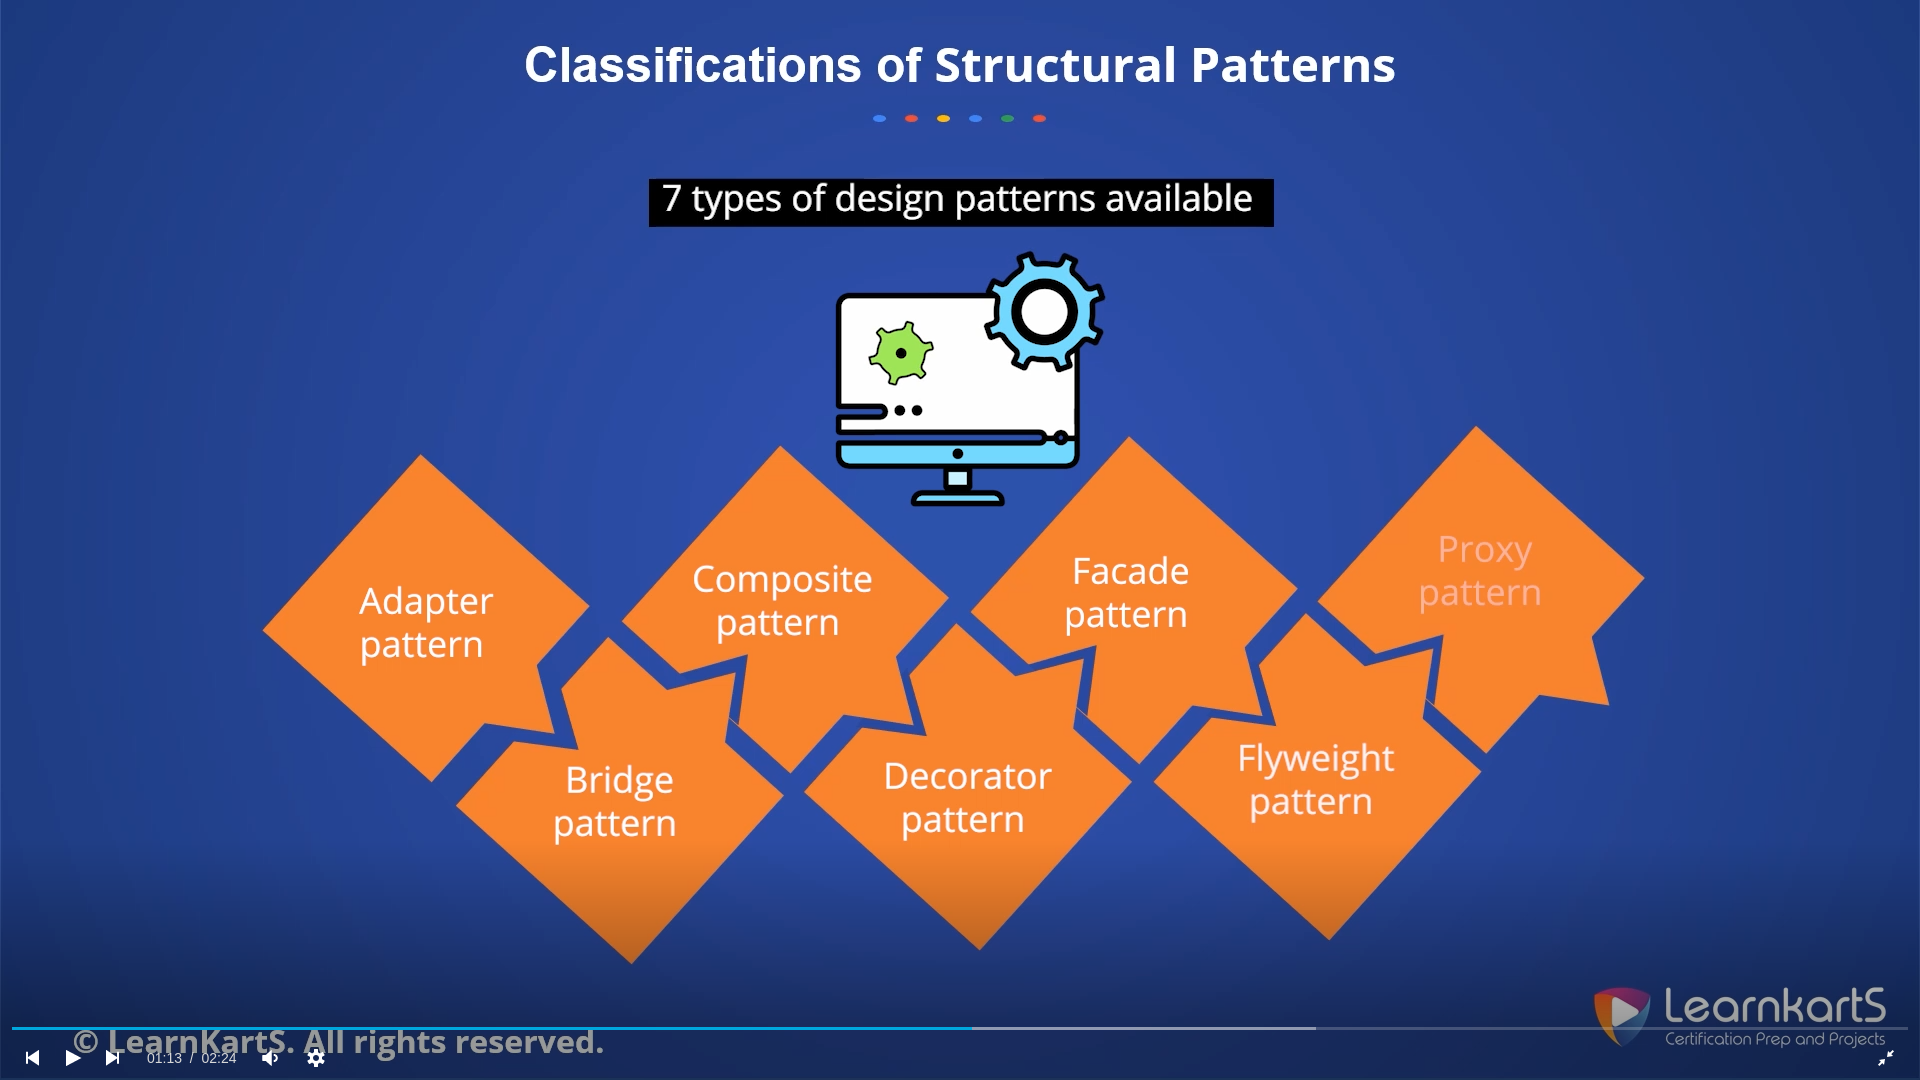 Classifications of Structural Patterns
7 types of design patterns available
Adapter
pattern
Composite
pattern
Facade
pattern
Proxy
pattern
Bridge
pattern
Decorator
pattern
Flyweight
pattern
LearnkartS
Certification Prep and Projects
© LearnKartS. All rights reserved.
01:13 / 02:24